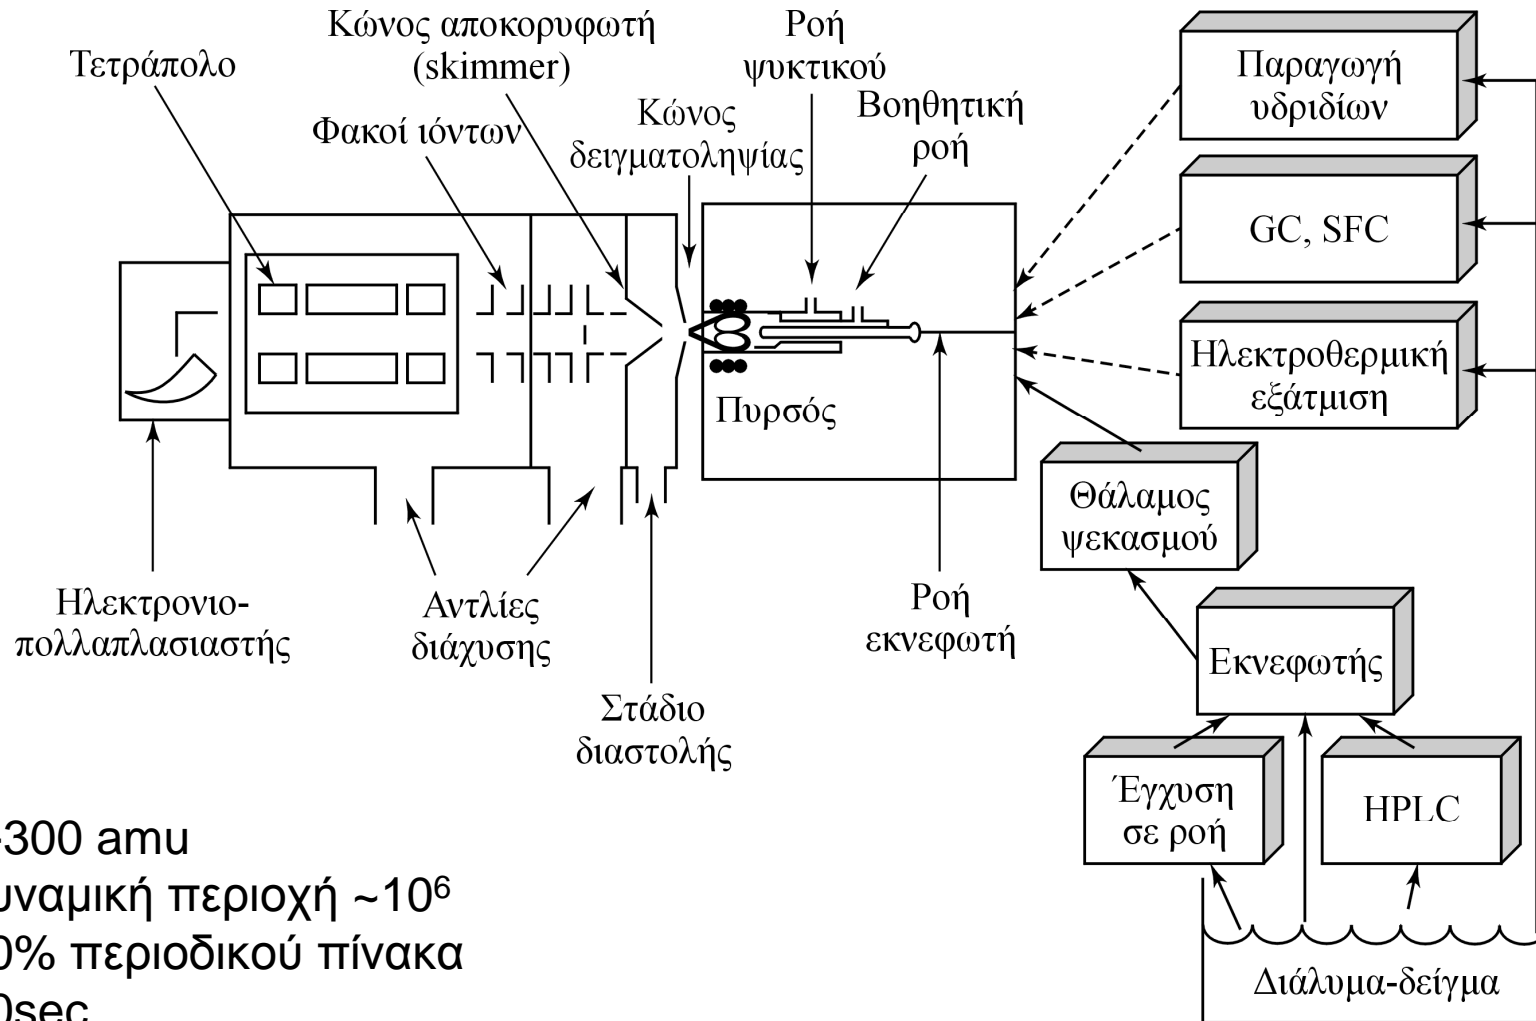 Κώνος αποκορυφωτή
(skimmer)
Ροή
ψυκτικού
Τετράπολο
Φακοί ιόντων
Κώνος
δειγματοληψίας
Βοηθητική
ροή
Παραγωγή
υδριδίων
GC, SFC
Ηλεκτροθερμική
εξάτμιση
Πυρσός
Θάλαμος
ψεκασμού
Ηλεκτρονιο-
πολλαπλασιαστής
Αντλίες
διάχυσης
Ροή
εκνεφωτή
Στάδιο
διαστολής
Εκνεφωτής
Έγχυση
σε ροή
HPLC
Διάλυμα-δείγμα
-300 amu
υναμική περιοχή ~10⁶
0% περιοδικού πίνακα
0sec